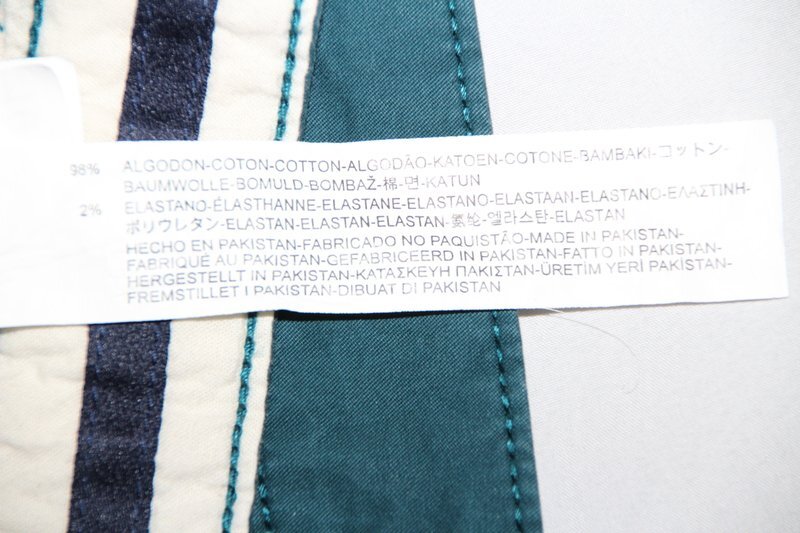 98% ALGODON-COTON-COTTON-ALGODÃO-KATOEN-COTONE-BAMBAKI-コットン-
BAUMWOLLE-BOMULD-BOMBAŽ-棉-면-KATUN
2% ELASTANO-ÉLASTHANNE-ELASTANE-ELASTANO-ELASTAAN-ELASTANO-ΕΛΑΣΤΙΝΗ-
ポリウレタン-ELASTAN-ELASTAN-ELASTAN-氨纶-엘라스탄-ELASTAN
HECHO EN PAKISTAN-FABRICADO NO PAQUISTÃO-MADE IN PAKISTAN-
FABRIQUÉ AU PAKISTAN-GEFABRICEERD IN PAKISTAN-FATTO IN PAKISTAN-
HERGESTELLT IN PAKISTAN-ΚΑΤΑΣΚΕΥΗ ΠΑΚΙΣΤΑΝ-ÜRETİM YERİ PAKISTAN-
FREMSTILLET I PAKISTAN-DIBUAT DI PAKISTAN